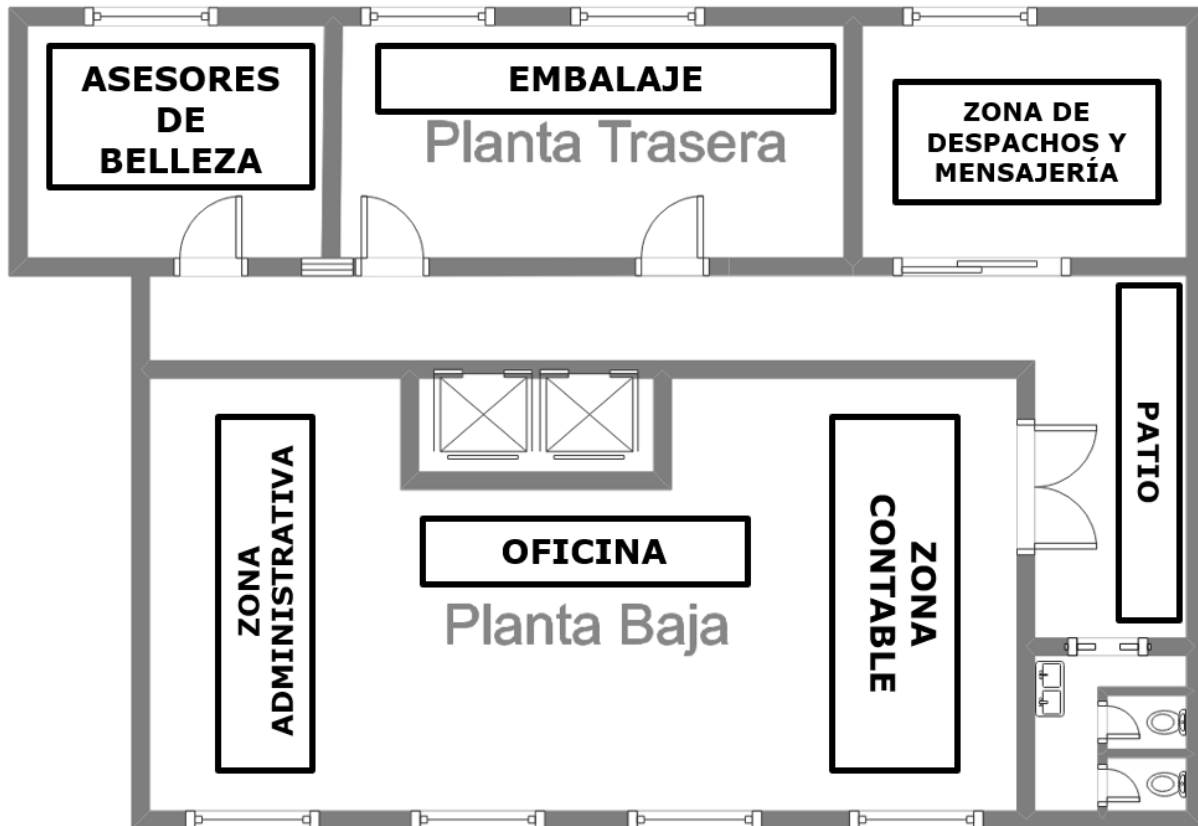 ASESORES
DE
BELLEZA
EMBALAJE
Planta Trasera
ZONA DE
DESPACHOS Y
MENSAJERÍA
PATIO
ZONA
ADMINISTRATIVA
OFICINA
Planta Baja
ZONA
CONTABLE